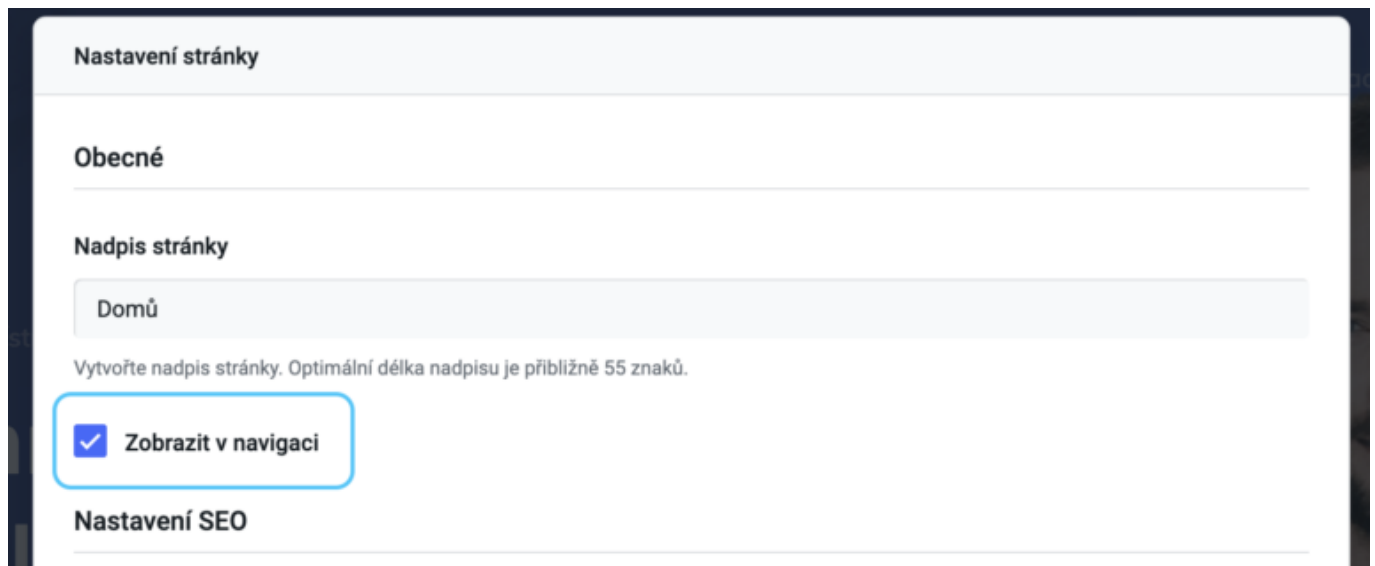 Nastavení stránky
Obecné
Nadpis stránky
Domů
Vytvořte nadpis stránky. Optimální délka nadpisu je přibližně 55 znaků.
Zobrazit v navigaci
Nastavení SEO